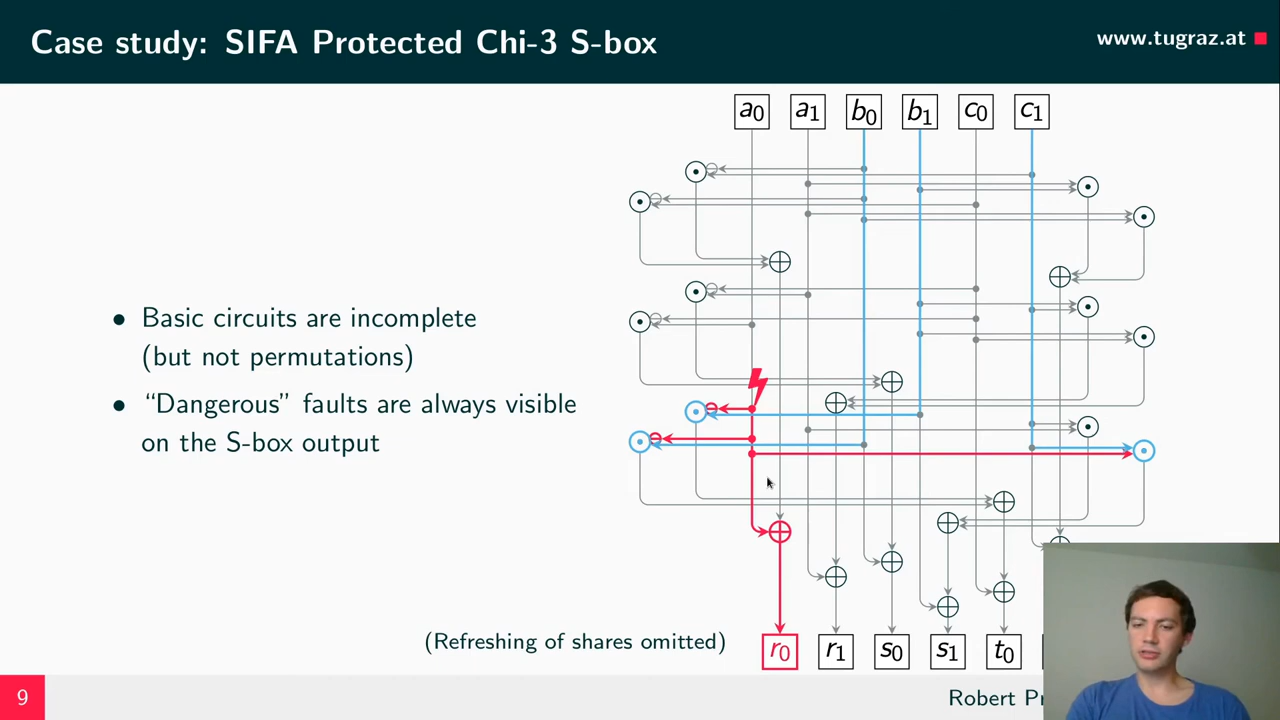 Case study: SIFA Protected Chi-3 S-box
www.tugraz.at
a0 a1 b0 b1 c0 c1
• Basic circuits are incomplete
(but not permutations)
• “Dangerous” faults are always visible
on the S-box output
(Refreshing of shares omitted)
r0 r1 s0 s1 t0
9
Robert